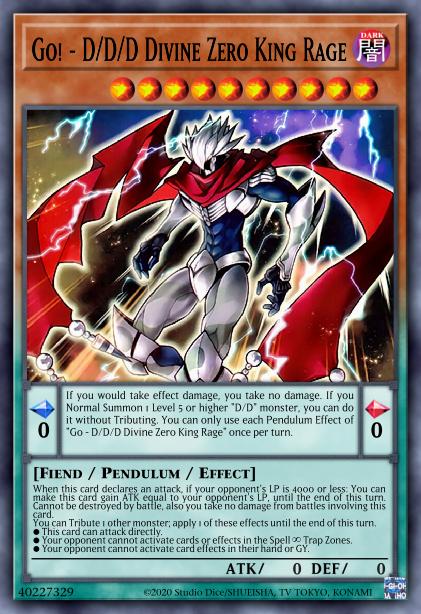 Go! - D/D/D Divine Zero King Rage
DARK
闇
If you would take effect damage, you take no damage. If you
Normal Summon 1 Level 5 or higher "D/D" monster, you can do
it without Tributing. You can only use each Pendulum Effect of
"Go - D/D/D Divine Zero King Rage" once per turn.
0
0
[Fiend / Pendulum / Effect]
When this card declares an attack, if your opponent's LP is 4000 or less: You can
make this card gain ATK equal to your opponent's LP, until the end of this turn.
Cannot be destroyed by battle, also you take no damage from battles involving this
card.
You can Tribute 1 other monster; apply 1 of these effects until the end of this turn.
● This card can attack directly.
● Your opponent cannot activate cards or effects in the Spell ∞ Trap Zones.
● Your opponent cannot activate card effects in their hand or GY.
ATK/ 0 DEF/ 0
40227329
©2020 Studio Dice/SHUEISHA, TV TOKYO, KONAMI